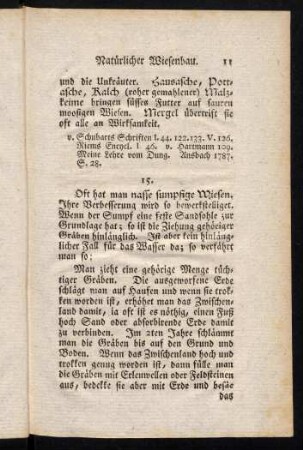 Natürlicher Wiesenbau. 11
und die Unkräuter. Hausasche, Pott-
asche, Kalch (roher gemahlener) Malz-
keime bringen süsses Futter auf sauren
moosigen Wiesen. Mergel übertrift sie
oft alle an Wirksamkeit.
v. Schubarts Schriften I. 44. 122. 133. V. 126.
Riems Encycl. I. 46. v. Hartmann 109.
Meine Lehre vom Dung. Ansbach 1787.
S. 28.
15.
Oft hat man nasse sumpfige Wiesen.
Ihre Verbesserung wird so bewerkstelliget.
Wenn der Sumpf eine feste Sandsohle zur
Grundlage hat; so ist die Ziehung gehöriger
Gräben hinlänglich. Ist aber kein hinläng-
licher Fall für das Wasser da; so verfährt
man so:
Man zieht eine gehörige Menge tüch-
tiger Gräben. Die ausgeworfene Erde
schlägt man auf Haufen und wenn sie trok-
ken worden ist, erhöhet man das Zwischen-
land damit, ja oft ist es nöthig, einen Fuß
hoch Sand oder absorbirende Erde damit
zu verbinden. Im 2ten Jahre schlämmt
man die Gräben bis auf den Grund und
Boden. Wenn das Zwischenland hoch und
trocken genug worden ist, dann fülle man
die Gräben mit Erlenwellen oder Feldsteinen
aus, bedekke sie aber mit Erde und besäe
das